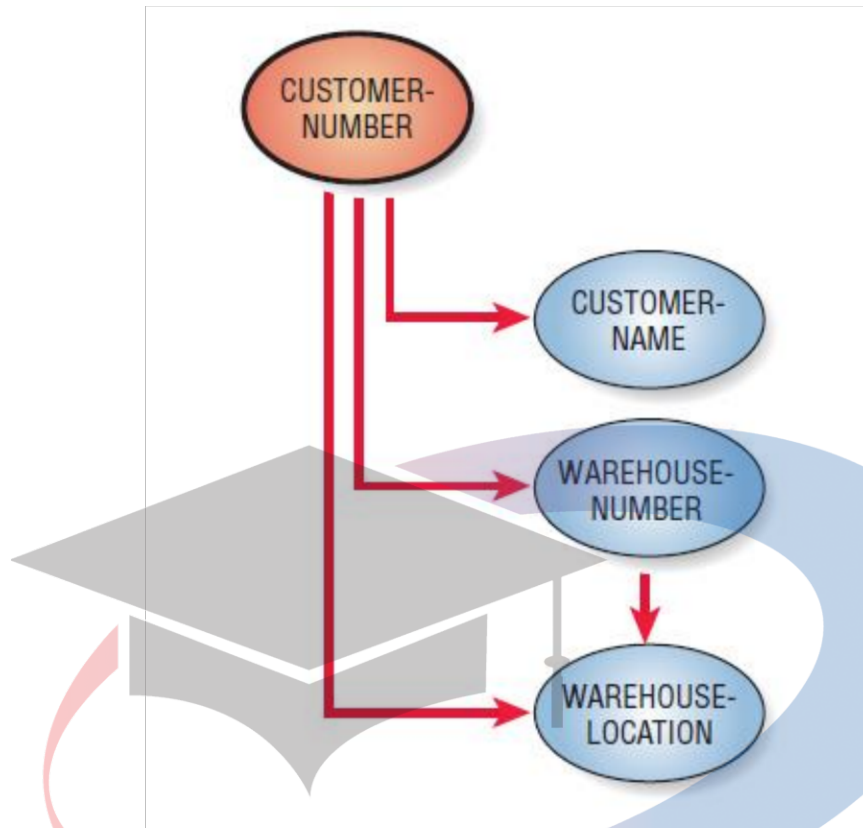 CUSTOMER-
NUMBER
CUSTOMER-
NAME
WAREHOUSE-
NUMBER
WAREHOUSE-
LOCATION